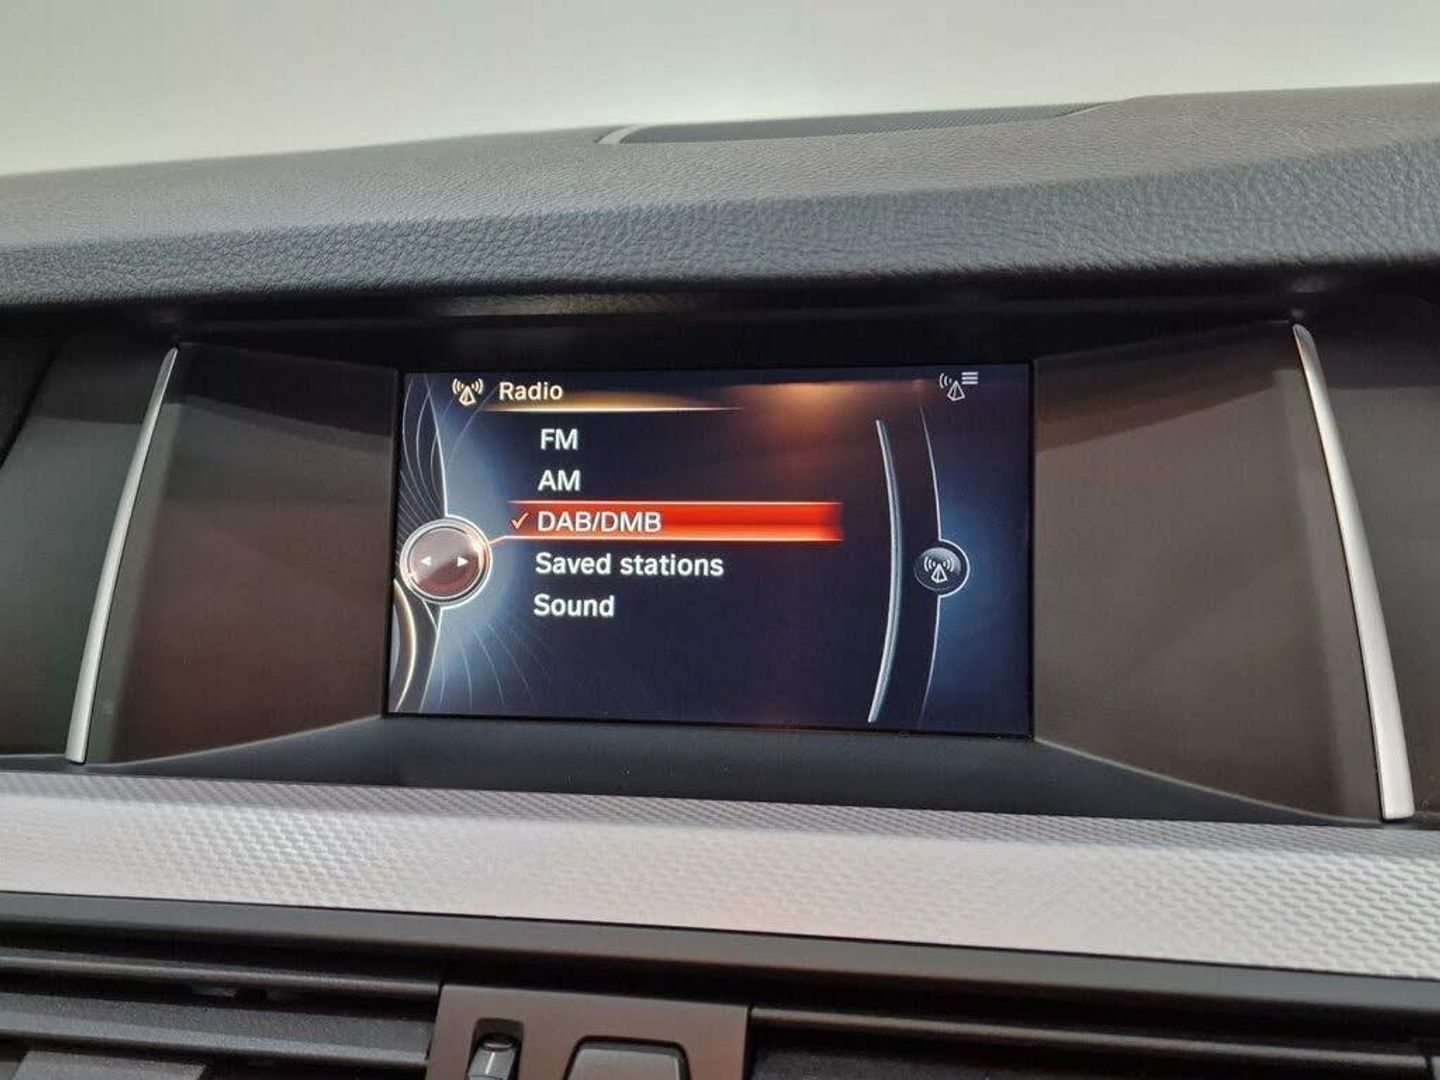 Radio
FM
AM
✓ DAB/DMB
Saved stations
Sound